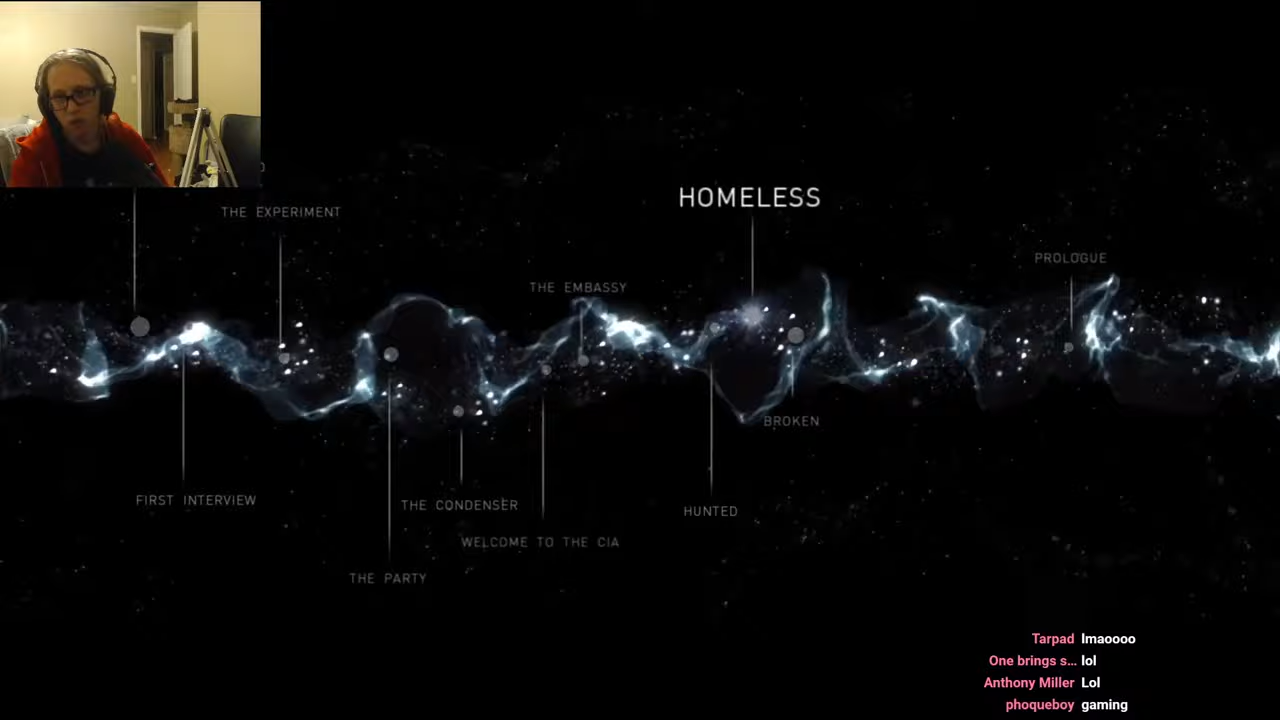 THE EXPERIMENT
HOMELESS
PROLOGUE
THE EMBASSY
BROKEN
FIRST INTERVIEW
THE CONDENSER
HUNTED
WELCOME TO THE CIA
THE PARTY
Tarpad lmaoooo
One brings s... lol
Anthony Miller Lol
phoqueboy gaming